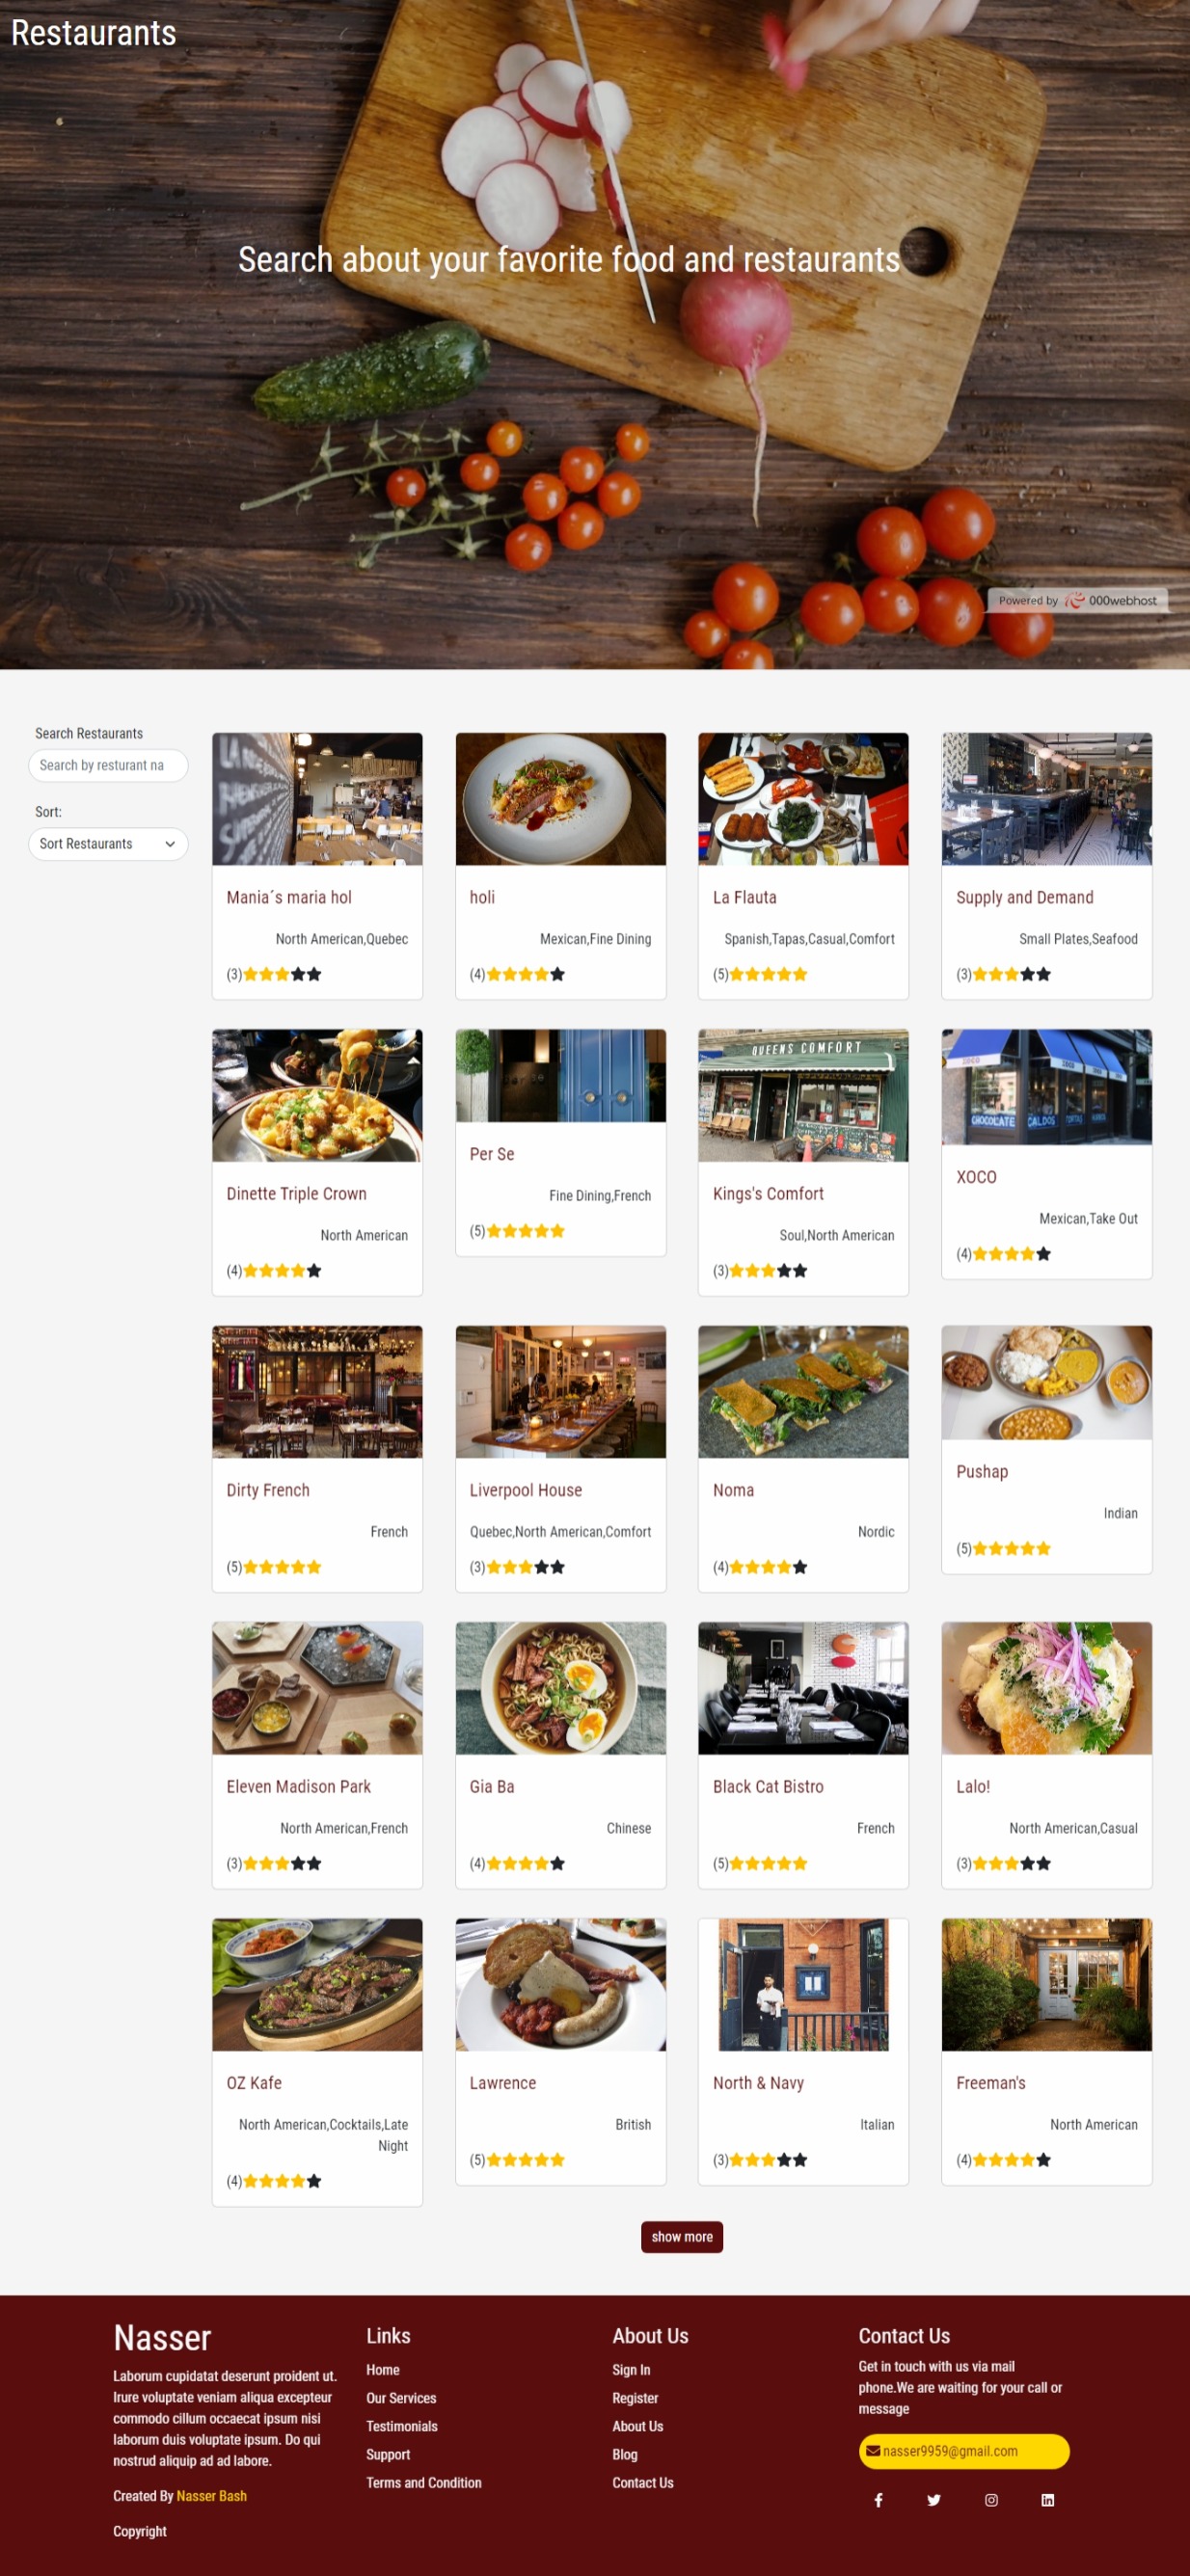 Restaurants
Search about your favorite food and restaurants
Powered by 000webhost
Search Restaurants
Search by resturant na
Sort:
Sort Restaurants
Mania´s maria hol
North American,Quebec
(3)
holi
Mexican,Fine Dining
(4)
La Flauta
Spanish,Tapas,Casual,Comfort
(5)
Supply and Demand
Small Plates,Seafood
(3)
Dinette Triple Crown
North American
(4)
Per Se
Fine Dining,French
(5)
QUEENS COMFORT
Kings's Comfort
Soul,North American
(3)
XOCO
CHOCOLATE CALDOS
XOCO
Mexican,Take Out
(4)
Dirty French
French
(5)
Liverpool House
Quebec,North American,Comfort
(3)
Noma
Nordic
(4)
Pushap
Indian
(5)
Eleven Madison Park
North American,French
(3)
Gia Ba
Chinese
(4)
Black Cat Bistro
French
(5)
Lalo!
North American,Casual
(3)
OZ Kafe
North American,Cocktails,Late
Night
(4)
Lawrence
British
(5)
North & Navy
Italian
(3)
Freeman's
North American
(4)
show more
Nasser
Laborum cupidatat deserunt proident ut.
Irure voluptate veniam aliqua excepteur
commodo cillum occaecat ipsum nisi
laborum duis voluptate ipsum. Do qui
nostrud aliquip ad ad labore.
Created By Nasser Bash
Copyright
Links
Home
Our Services
Testimonials
Support
Terms and Condition
About Us
Sign In
Register
About Us
Blog
Contact Us
Contact Us
Get in touch with us via mail
phone.We are waiting for your call or
message
nasser9959@gmail.com